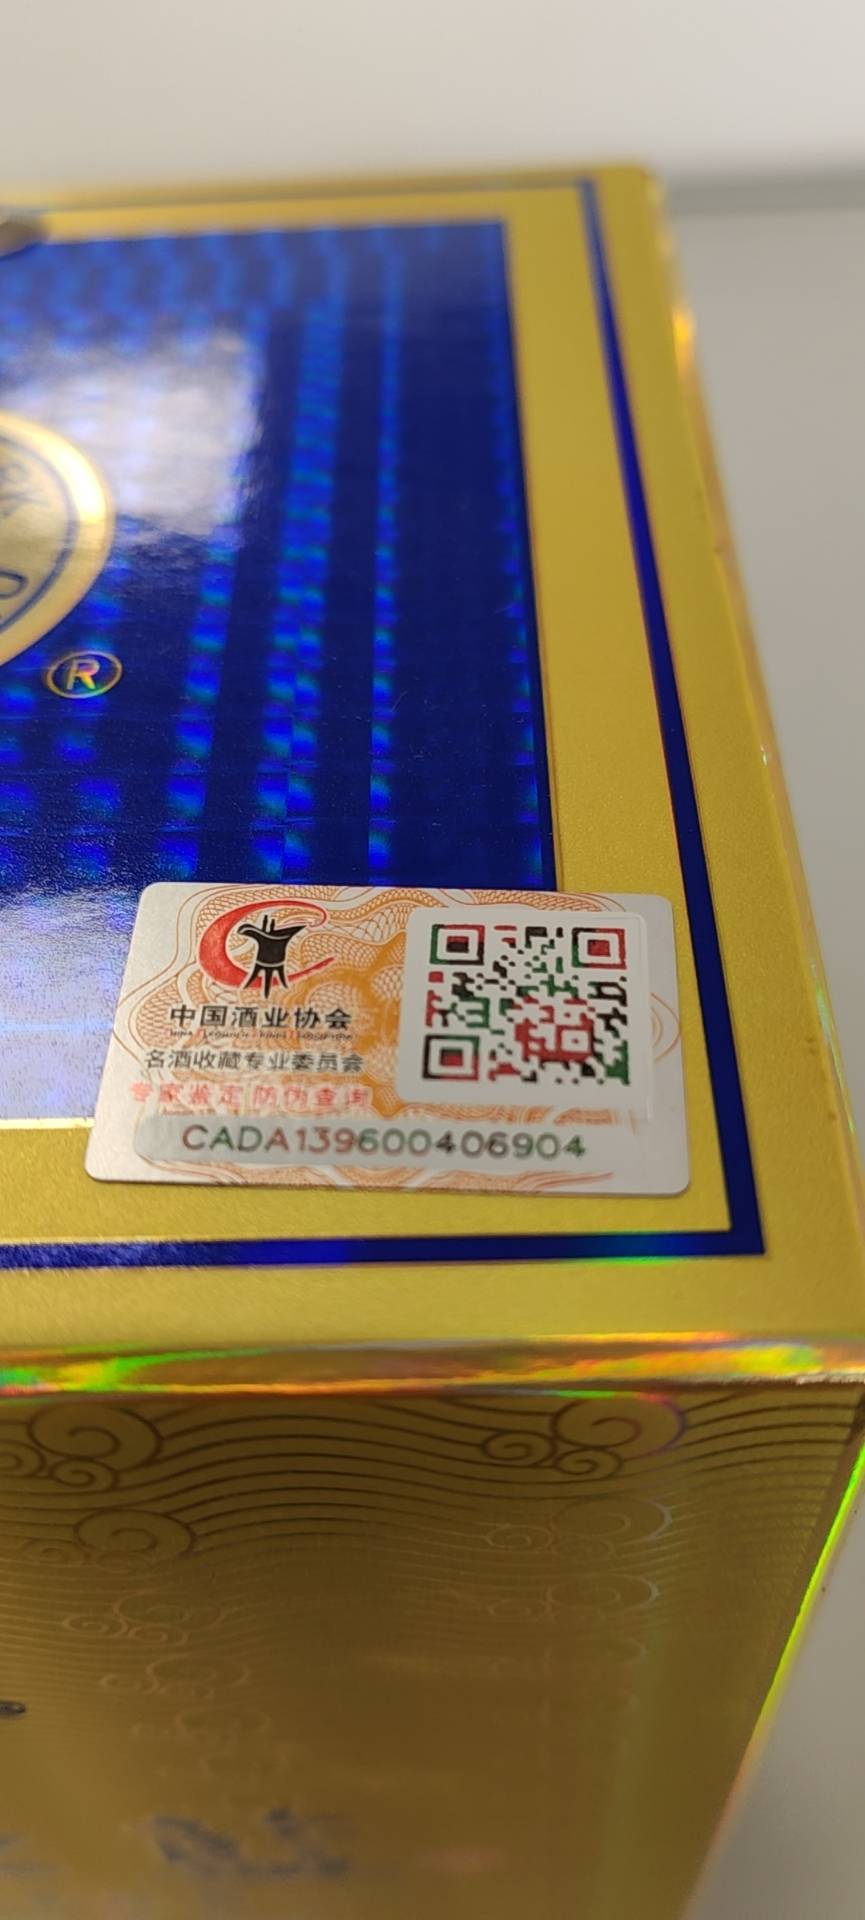 ®
中国酒业协会
名酒收藏专业委员会
专家鉴定 防伪查询
CADA139600406904